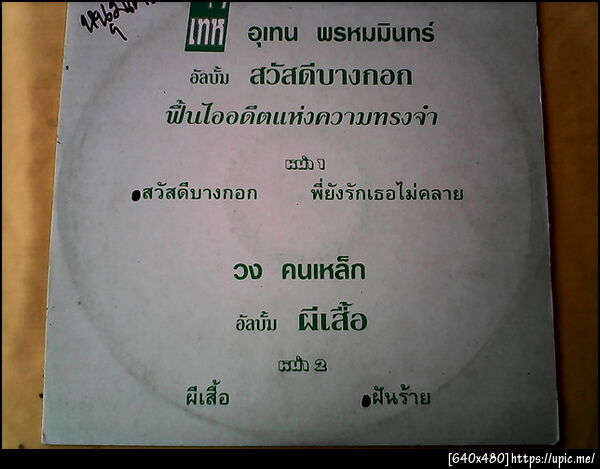 เทห อุเทน พรหมมินทร์
อัลบั้ม สวัสดีบางกอก
ฟื้นไออดีตแห่งความทรงจำ
หน้า 1
สวัสดีบางกอก พี่ยังรักเธอไม่คลาย
วง คนเหล็ก
อัลบั้ม ผีเสื้อ
หน้า 2
ผีเสื้อ ฝันร้าย
[640x480] https://upic.me/